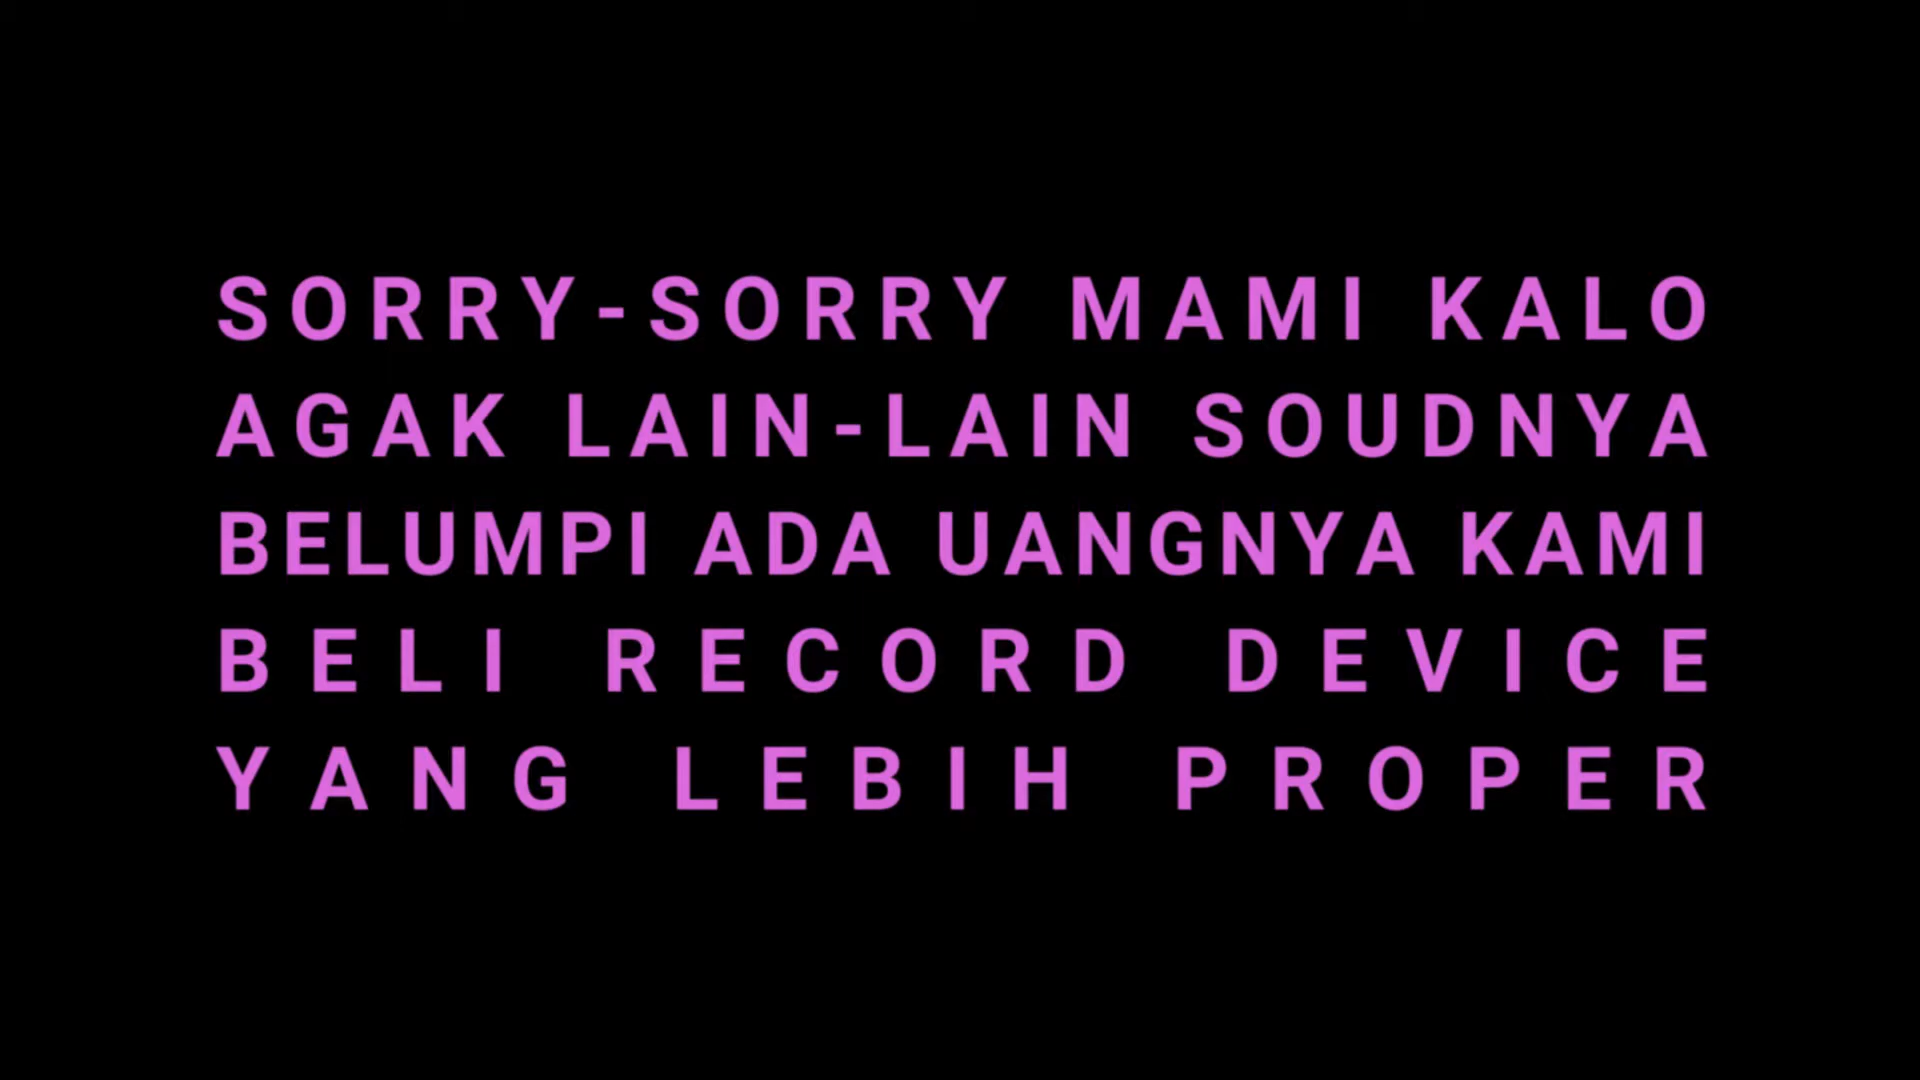 SORRY-SORRY MAMI KALO
AGAK LAIN-LAIN SOUDNYA
BELUMPI ADA UANGNYA KAMI
BELI RECORD DEVICE
YANG LEBIH PROPER